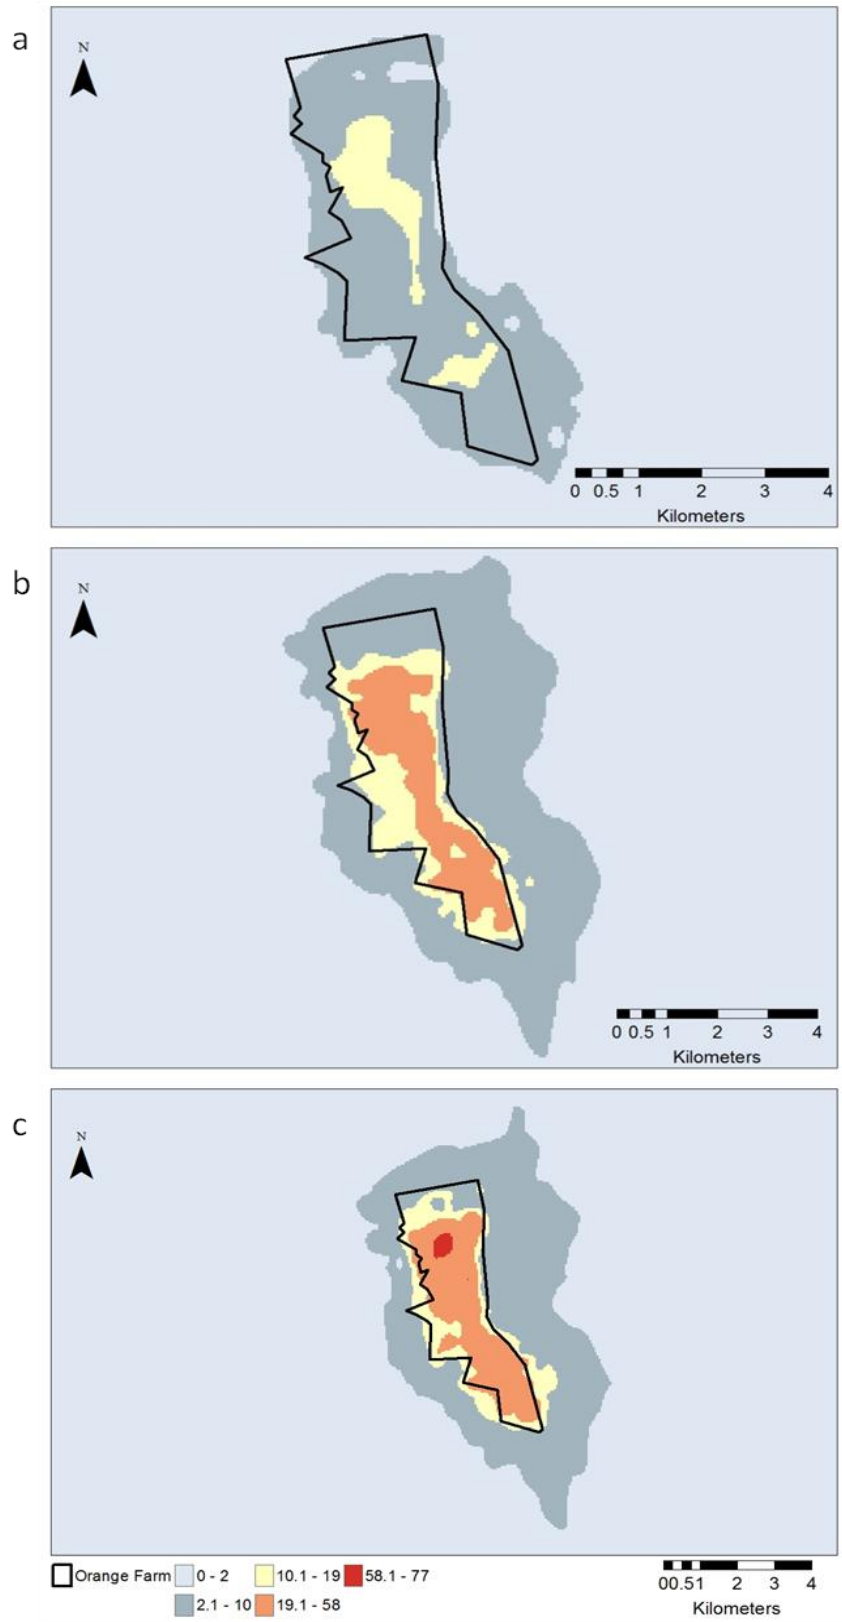 a
N
0 0.5 1 2 3 4
Kilometers
b
N
0 0.5 1 2 3 4
Kilometers
c
N
Orange Farm 0 - 2 10.1 - 19 58.1 - 77
2.1 - 10 19.1 - 58
00.51 2 3 4
Kilometers